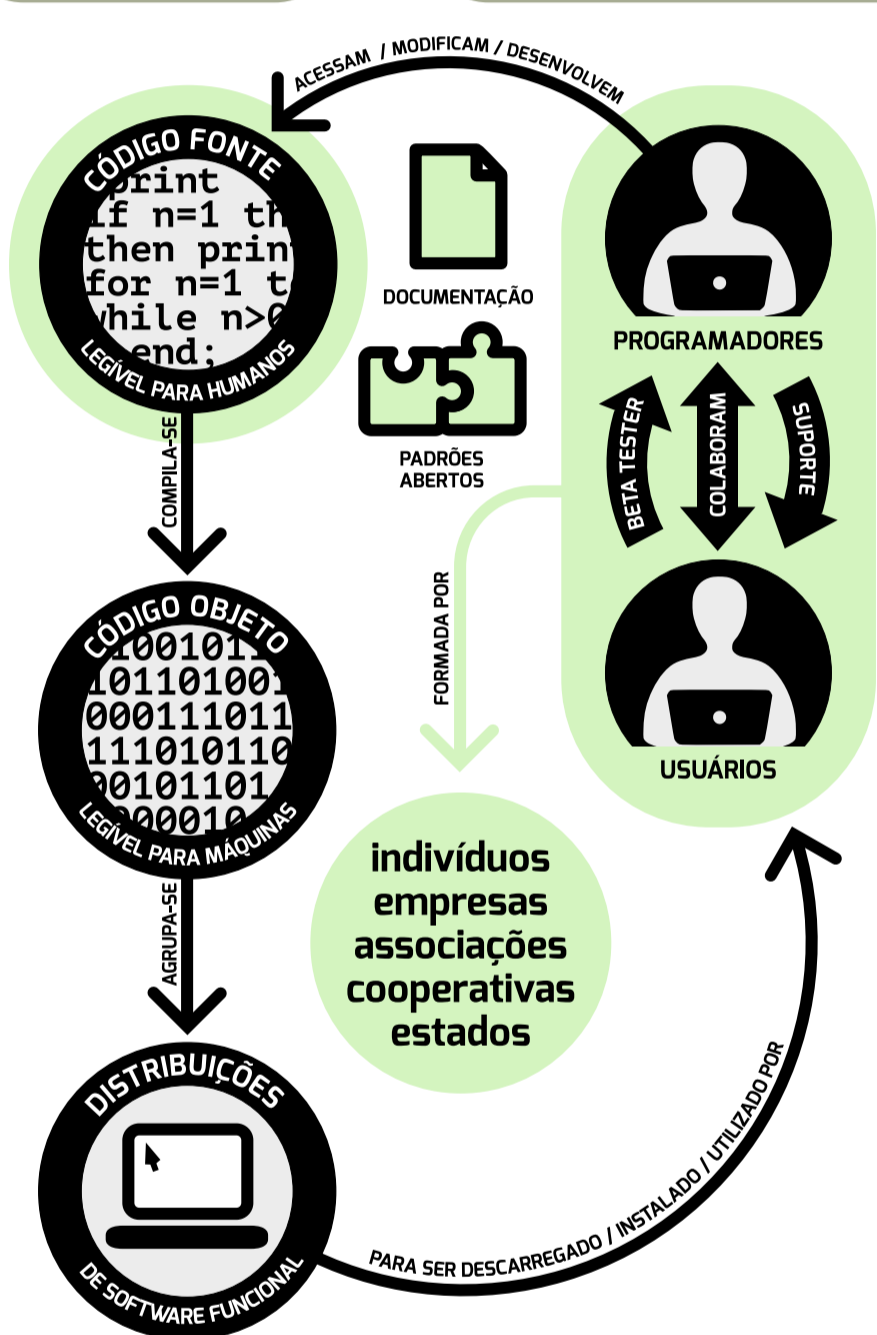 ACESSAM / MODIFICAM / DESENVOLVEM
CÓDIGO FONTE
print
if n=1 th
then prin
for n=1 t
while n>0
end;
LEGÍVEL PARA HUMANOS
DOCUMENTAÇÃO
PADRÕES
ABERTOS
PROGRAMADORES
BETA TESTER
COLABORAM
SUPORTE
USUÁRIOS
COMPILA-SE
FORMADA POR
CÓDIGO OBJETO
1001011
101101001
000111011
111010110
00101101
000010
LEGÍVEL PARA MÁQUINAS
AGRUPA-SE
indivíduos
empresas
associações
cooperativas
estados
DISTRIBUIÇÕES
DE SOFTWARE FUNCIONAL
PARA SER DESCARREGADO / INSTALADO / UTILIZADO POR